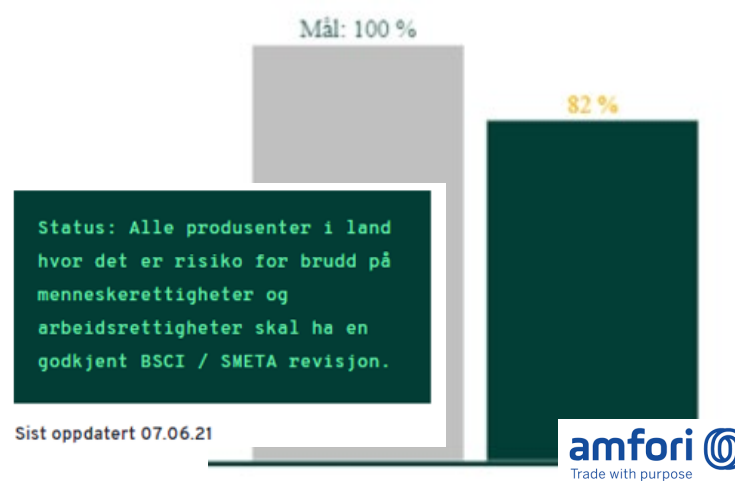 Mål: 100 %
82 %
Status: Alle produsenter i land
hvor det er risiko for brudd på
menneskerettigheter og
arbeidsrettigheter skal ha en
godkjent BSCI / SMETA revisjon.
Sist oppdatert 07.06.21
amfori
Trade with purpose